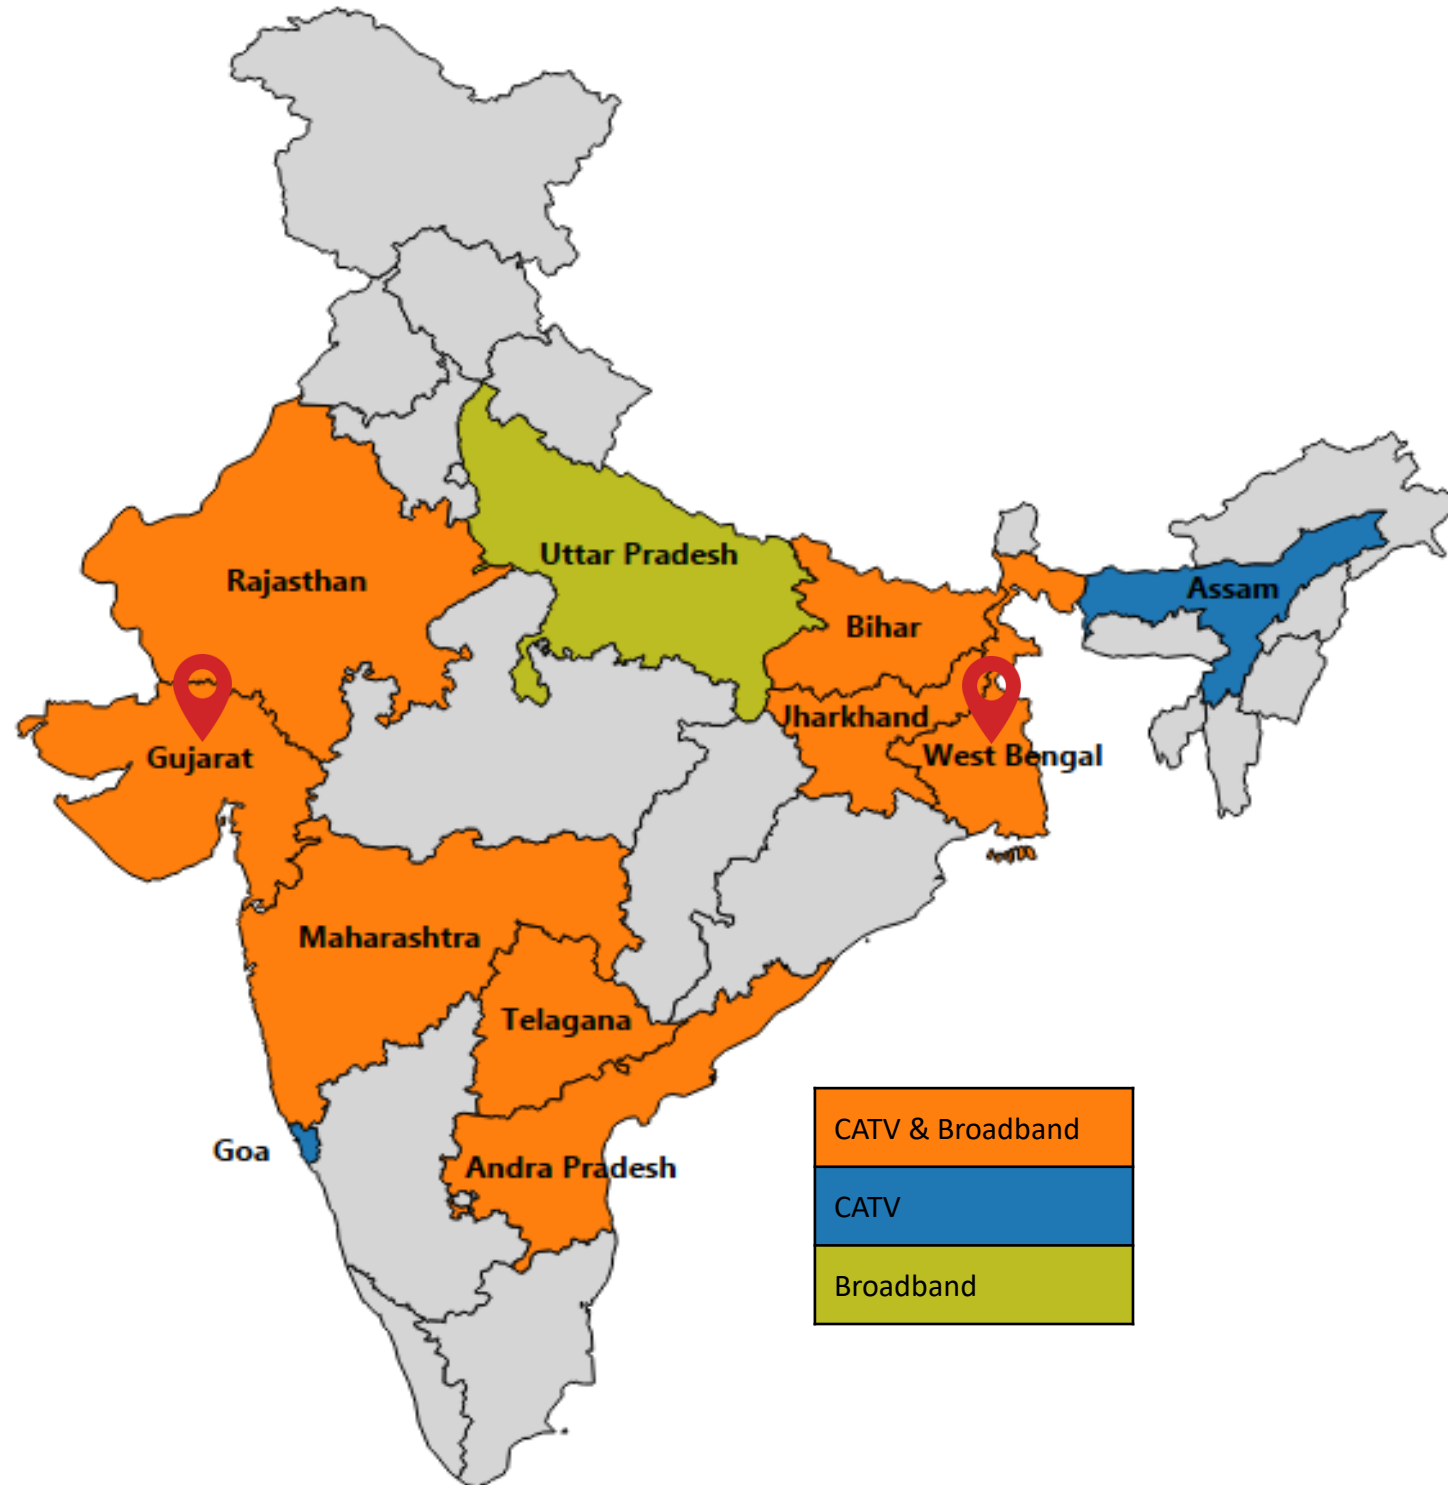 Uttar Pradesh
Rajasthan
Assam
Bihar
Jharkhand
Gujarat
West Bengal
Maharashtra
Telagana
Goa
Andra Pradesh
CATV & Broadband
CATV
Broadband